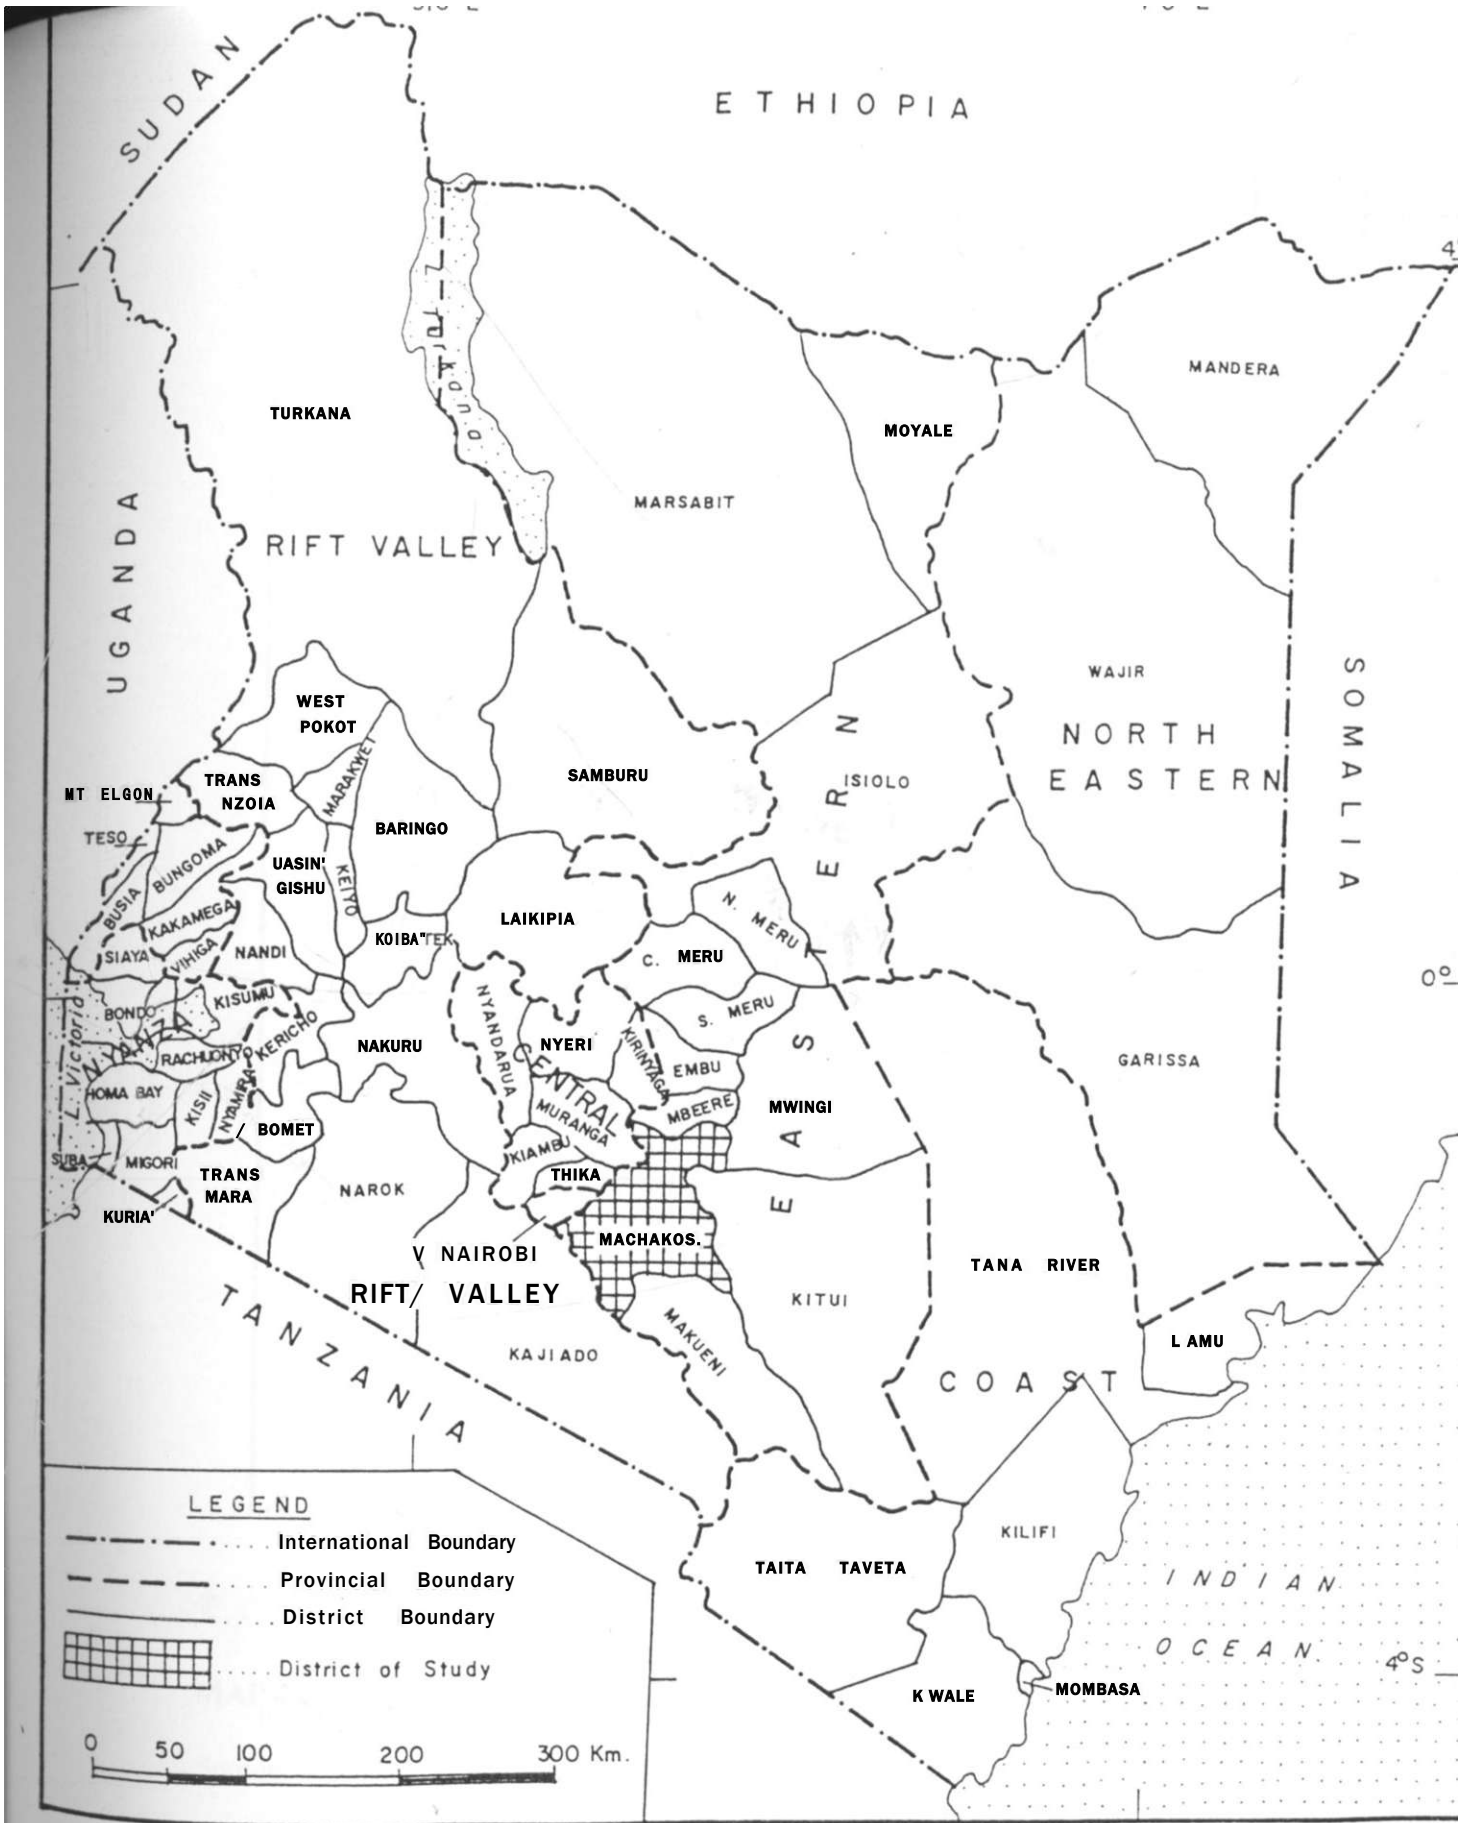 SUDAN
ETHIOPIA
4
L Turkana
MANDERA
TURKANA
MOYALE
MARSABIT
UGANDA
RIFT VALLEY
WAJIR
SOMALIA
NORTH
EASTERN
WEST
POKOT
MARAKWET
SAMBURU
ISIOLO
EASTERN
MT ELGON
TRANS
NZOIA
BARINGO
TESO
BUNGOMA
UASIN'
GISHU
KEIYO
BUSIA
KAKAMEGA
LAIKIPIA
N. MERU
KOIBA"TEK
SIAYA
VIHIGA
NANDI
C. MERU
0°
NYANDARUA
BONDO
KISUMU
S. MERU
L. Victoria
NYANZA
KERICHO
NAKURU
NYERI
KIRINYAGA
CENTRAL
RACHUONYO
EMBU
GARISSA
HOMA BAY
KISII
NYAMIRA
MURANGA
MBEERE
MWINGI
/ BOMET
KIAMBU
SUBA
MIGORI
TRANS
MARA
NAROK
THIKA
KURIA'
MACHAKOS.
V NAIROBI
TANA RIVER
RIFT/ VALLEY
KITUI
TANZANIA
MAKUENI
L AMU
KAJIADO
COAST
LEGEND
International Boundary
Provincial Boundary
District Boundary
District of Study
KILIFI
TAITA TAVETA
INDIAN
OCEAN
4°S
K WALE
MOMBASA
0 50 100 200 300 Km.